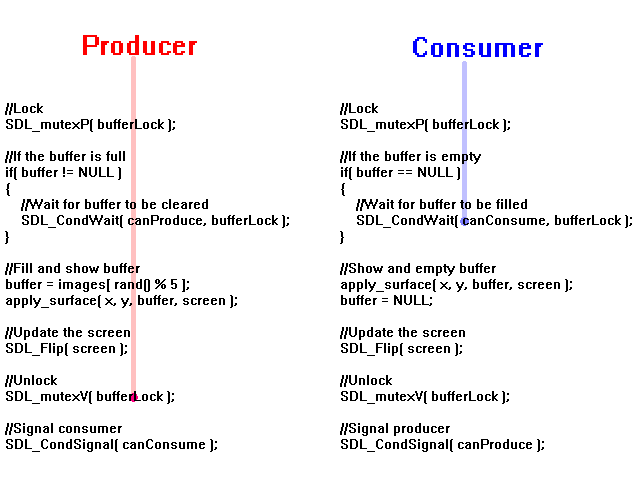 Producer
//Lock
SDL_mutexP( bufferLock );
//If the buffer is full
if( buffer != NULL )
{
//Wait for buffer to be cleared
SDL_CondWait( canProduce, bufferLock );
}
//Fill and show buffer
buffer = images[ rand() % 5 ];
apply_surface( x, y, buffer, screen );
//Update the screen
SDL_Flip( screen );
//Unlock
SDL_mutexV( bufferLock );
//Signal consumer
SDL_CondSignal( canConsume );
Consumer
//Lock
SDL_mutexP( bufferLock );
//If the buffer is empty
if( buffer == NULL )
{
//Wait for buffer to be filled
SDL_CondWait( canConsume, bufferLock );
}
//Show and empty buffer
apply_surface( x, y, buffer, screen );
buffer = NULL;
//Update the screen
SDL_Flip( screen );
//Unlock
SDL_mutexV( bufferLock );
//Signal producer
SDL_CondSignal( canProduce );